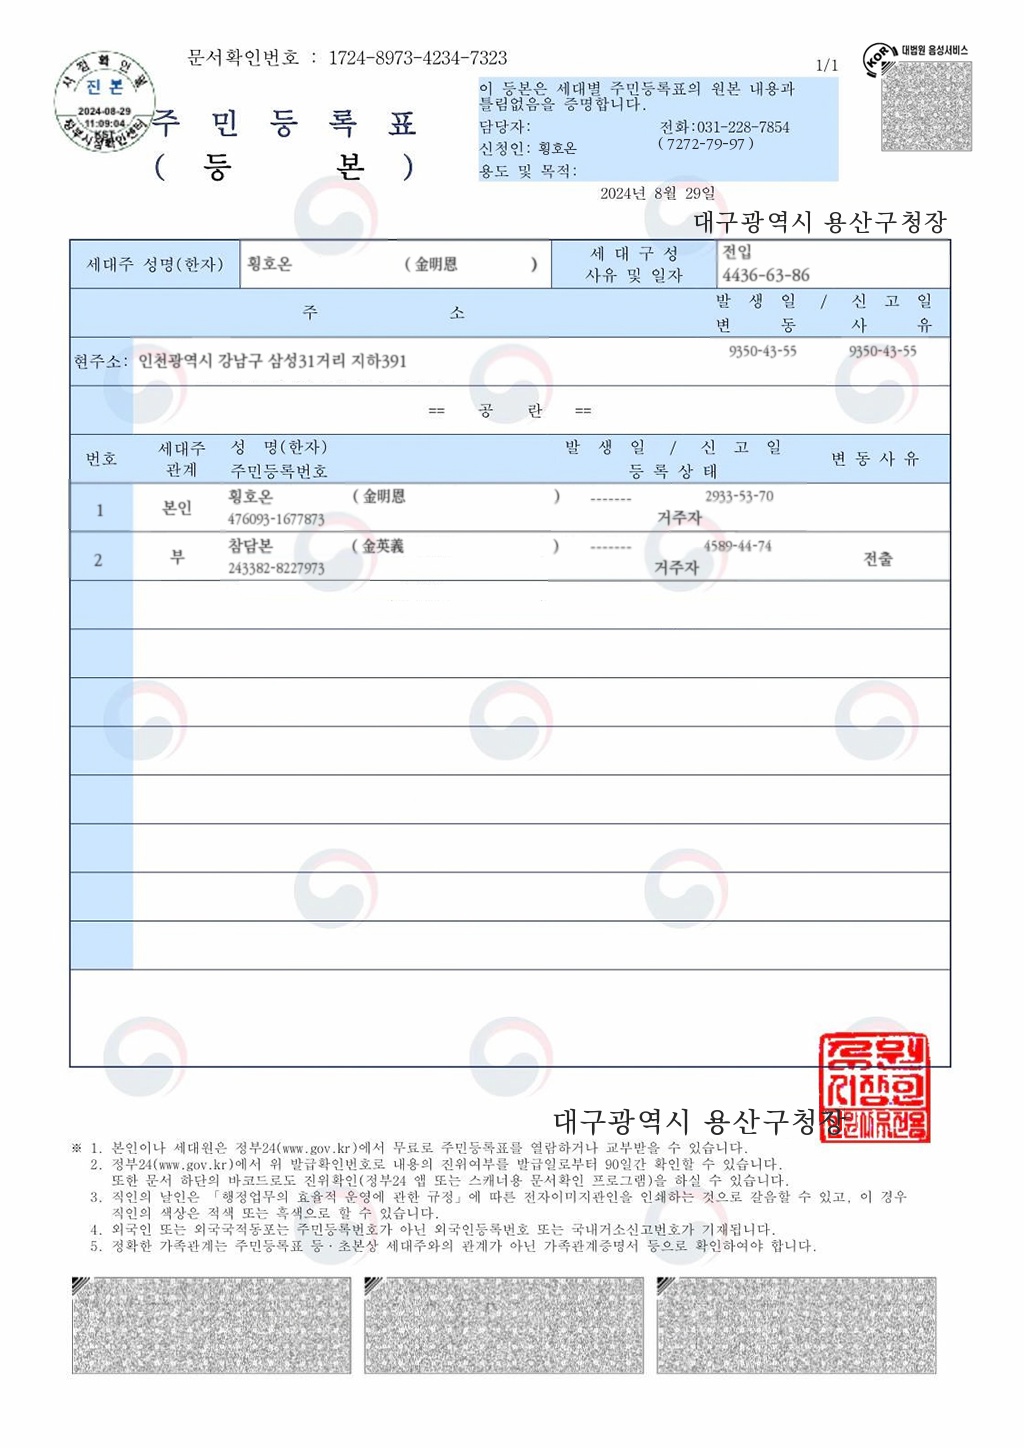 문서확인번호 : 1724-8973-4234-7323
1/1
대법원 음성서비스
KOR
진 본
2024-08-29
11:09:04
KST
주 민 등 록 표
( 등 본 )
이 등본은 세대별 주민등록표의 원본 내용과
틀림없음을 증명합니다.
담당자: 전화:031-228-7854
신청인: 횡호온 ( 7272-79-97 )
용도 및 목적:
2024년 8월 29일
대구광역시 용산구청장
세대주 성명(한자) 횡호온 ( 金明恩 ) 세 대 구 성 전입
사유 및 일자 4436-63-86
주 소 발 생 일 / 신 고 일
변 동 사 유
현주소: 인천광역시 강남구 삼성31거리 지하391 9350-43-55 9350-43-55
== 공 란 ==
번호 세대주 성 명(한자) 발 생 일 / 신 고 일 변 동 사 유
관계 주민등록번호 등 록 상 태
1 본인 횡호온 ( 金明恩 ) ------- 2933-53-70
476093-1677873 거주자
2 부 참담본 ( 金英義 ) ------- 4589-44-74 전출
243382-8227973 거주자
대구광역시 용산구청장
※ 1. 본인이나 세대원은 정부24(www.gov.kr)에서 무료로 주민등록표를 열람하거나 교부받을 수 있습니다.
2. 정부24(www.gov.kr)에서 위 발급확인번호로 내용의 진위여부를 발급일로부터 90일간 확인할 수 있습니다.
또한 문서 하단의 바코드로도 진위확인(정부24 앱 또는 스캐너용 문서확인 프로그램)을 하실 수 있습니다.
3. 직인의 날인은 「행정업무의 효율적 운영에 관한 규정」에 따른 전자이미지관인을 인쇄하는 것으로 갈음할 수 있고, 이 경우
직인의 색상은 적색 또는 흑색으로 할 수 있습니다.
4. 외국인 또는 외국국적동포는 주민등록번호가 아닌 외국인등록번호 또는 국내거소신고번호가 기재됩니다.
5. 정확한 가족관계는 주민등록표 등·초본상 세대주와의 관계가 아닌 가족관계증명서 등으로 확인하여야 합니다.